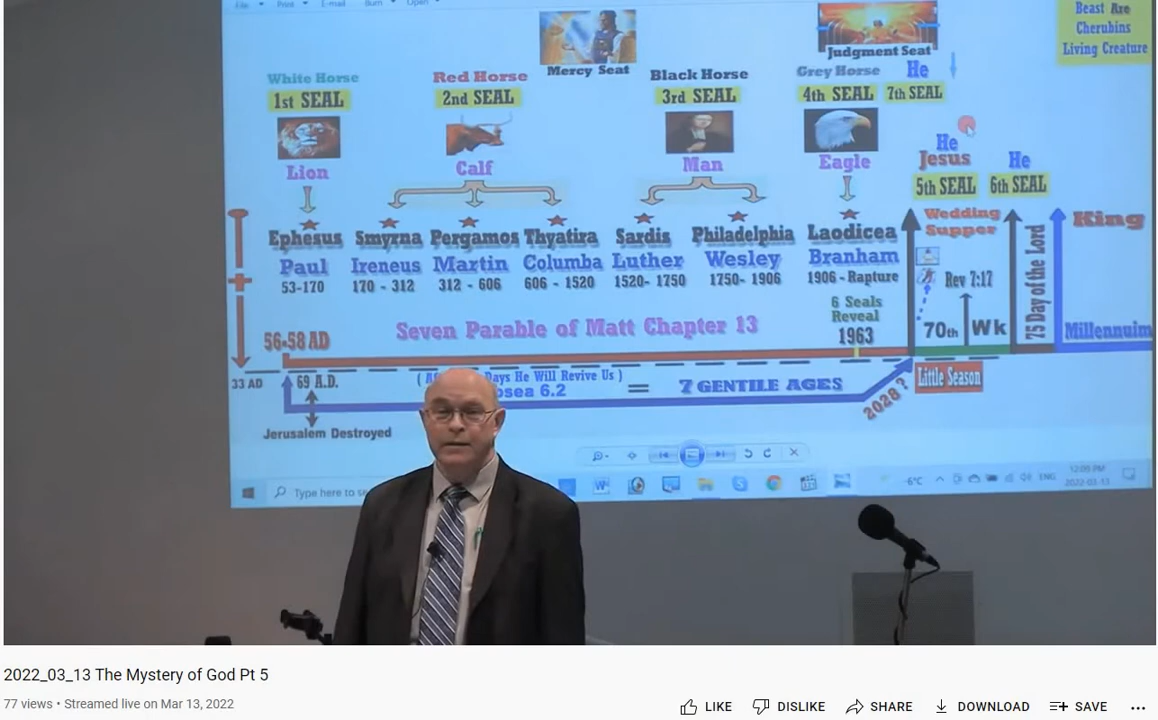 File Print E-mail Burn Open
Beast Are
Cherubins
Living Creature
Mercy Seat
Judgment Seat
White Horse
Red Horse
Black Horse
Grey Horse
He
1st SEAL
2nd SEAL
3rd SEAL
4th SEAL
7th SEAL
Lion
Calf
Man
Eagle
He
Jesus
He
5th SEAL
6th SEAL
Ephesus
Smyrna
Pergamos
Thyatira
Sardis
Philadelphia
Laodicea
Wedding
Supper
King
Paul
Ireneus
Martin
Columba
Luther
Wesley
Branham
53-170
170 - 312
312 - 606
606 - 1520
1520- 1750
1750- 1906
1906 - Rapture
Rev 7:17
75 Day of the Lord
6 Seals
Reveal
1963
56-58 AD
Seven Parable of Matt Chapter 13
70th Wk
Millennuim
33 AD
69 A.D.
Days He Will Revive Us )
6.2
=
7 GENTILE AGES
2028 ?
Little Season
Jerusalem Destroyed
Type here to
-6°C
ENG
12:09 PM
2022-03-13
2022_03_13 The Mystery of God Pt 5
77 views • Streamed live on Mar 13, 2022
LIKE
DISLIKE
SHARE
DOWNLOAD
SAVE